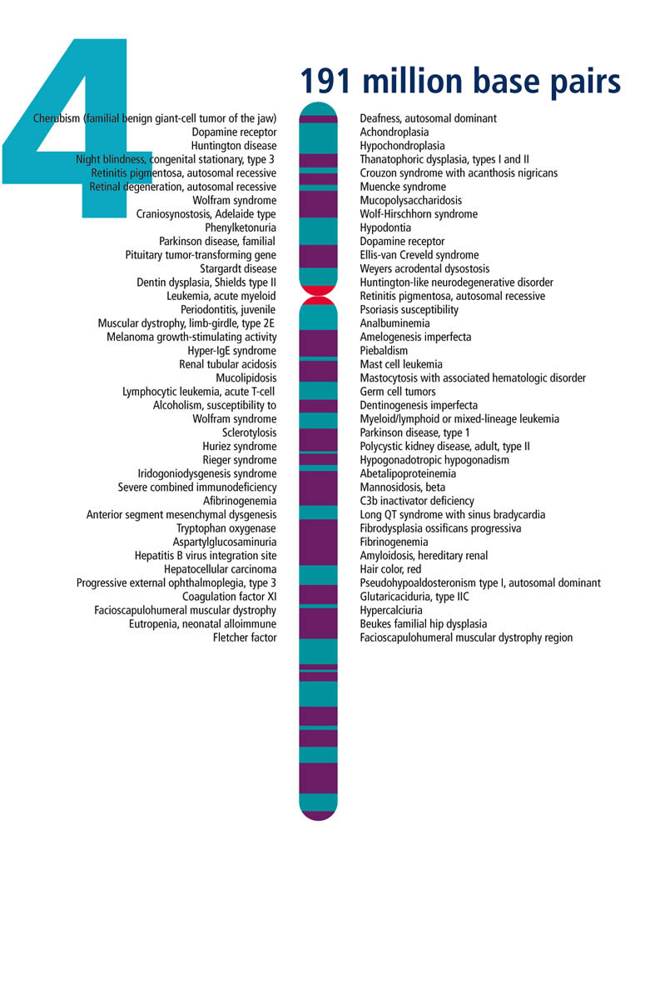 4
191 million base pairs
Cherubism (familial benign giant-cell tumor of the jaw)
Dopamine receptor
Huntington disease
Night blindness, congenital stationary, type 3
Retinitis pigmentosa, autosomal recessive
Retinal degeneration, autosomal recessive
Wolfram syndrome
Craniosynostosis, Adelaide type
Phenylketonuria
Parkinson disease, familial
Pituitary tumor-transforming gene
Stargardt disease
Dentin dysplasia, Shields type II
Leukemia, acute myeloid
Periodontitis, juvenile
Muscular dystrophy, limb-girdle, type 2E
Melanoma growth-stimulating activity
Hyper-IgE syndrome
Renal tubular acidosis
Mucolipidosis
Lymphocytic leukemia, acute T-cell
Alcoholism, susceptibility to
Wolfram syndrome
Sclerotylosis
Huriez syndrome
Rieger syndrome
Iridogoniodysgenesis syndrome
Severe combined immunodeficiency
Afibrinogenemia
Anterior segment mesenchymal dysgenesis
Tryptophan oxygenase
Aspartylglucosaminuria
Hepatitis B virus integration site
Hepatocellular carcinoma
Progressive external ophthalmoplegia, type 3
Coagulation factor XI
Facioscapulohumeral muscular dystrophy
Eutropenia, neonatal alloimmune
Fletcher factor
Deafness, autosomal dominant
Achondroplasia
Hypochondroplasia
Thanatophoric dysplasia, types I and II
Crouzon syndrome with acanthosis nigricans
Muencke syndrome
Mucopolysaccharidosis
Wolf-Hirschhorn syndrome
Hypodontia
Dopamine receptor
Ellis-van Creveld syndrome
Weyers acrodental dysostosis
Huntington-like neurodegenerative disorder
Retinitis pigmentosa, autosomal recessive
Psoriasis susceptibility
Analbuminemia
Amelogenesis imperfecta
Piebaldism
Mast cell leukemia
Mastocytosis with associated hematologic disorder
Germ cell tumors
Dentinogenesis imperfecta
Myeloid/lymphoid or mixed-lineage leukemia
Parkinson disease, type 1
Polycystic kidney disease, adult, type II
Hypogonadotropic hypogonadism
Abetalipoproteinemia
Mannosidosis, beta
C3b inactivator deficiency
Long QT syndrome with sinus bradycardia
Fibrodysplasia ossificans progressiva
Fibrinogenemia
Amyloidosis, hereditary renal
Hair color, red
Pseudohypoaldosteronism type I, autosomal dominant
Glutaricaciduria, type IIC
Hypercalciuria
Beukes familial hip dysplasia
Facioscapulohumeral muscular dystrophy region